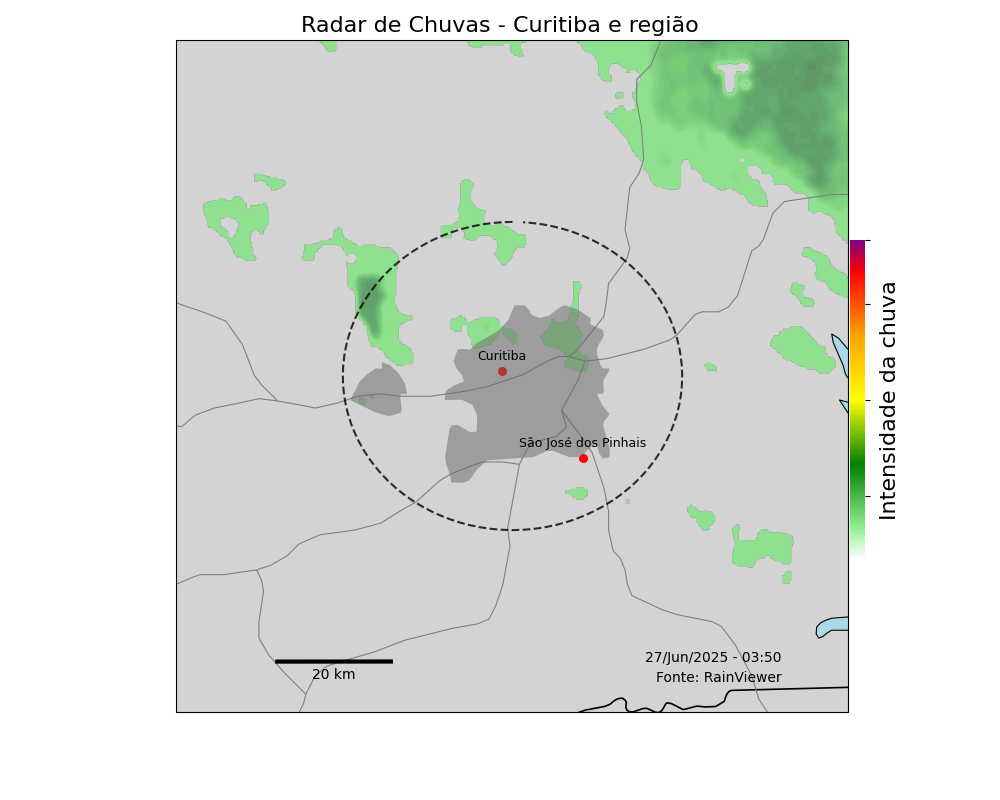 Radar de Chuvas - Curitiba e região
Intensidade da chuva
Curitiba
São José dos Pinhais
20 km
27/Jun/2025 - 03:50
Fonte: RainViewer